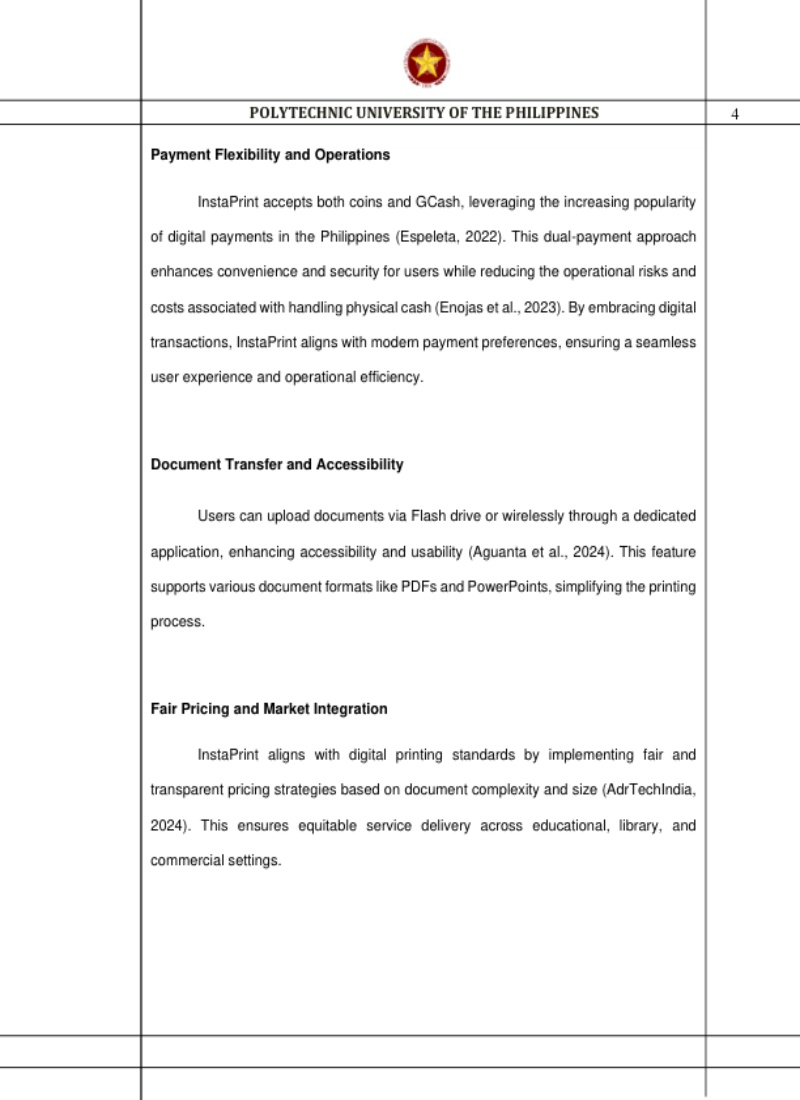 POLYTECHNIC UNIVERSITY OF THE PHILIPPINES 4
Payment Flexibility and Operations
InstaPrint accepts both coins and GCash, leveraging the increasing popularity
of digital payments in the Philippines (Espeleta, 2022). This dual-payment approach
enhances convenience and security for users while reducing the operational risks and
costs associated with handling physical cash (Enojas et al., 2023). By embracing digital
transactions, InstaPrint aligns with modern payment preferences, ensuring a seamless
user experience and operational efficiency.
Document Transfer and Accessibility
Users can upload documents via Flash drive or wirelessly through a dedicated
application, enhancing accessibility and usability (Aguanta et al., 2024). This feature
supports various document formats like PDFs and PowerPoints, simplifying the printing
process.
Fair Pricing and Market Integration
InstaPrint aligns with digital printing standards by implementing fair and
transparent pricing strategies based on document complexity and size (AdrTechIndia,
2024). This ensures equitable service delivery across educational, library, and
commercial settings.